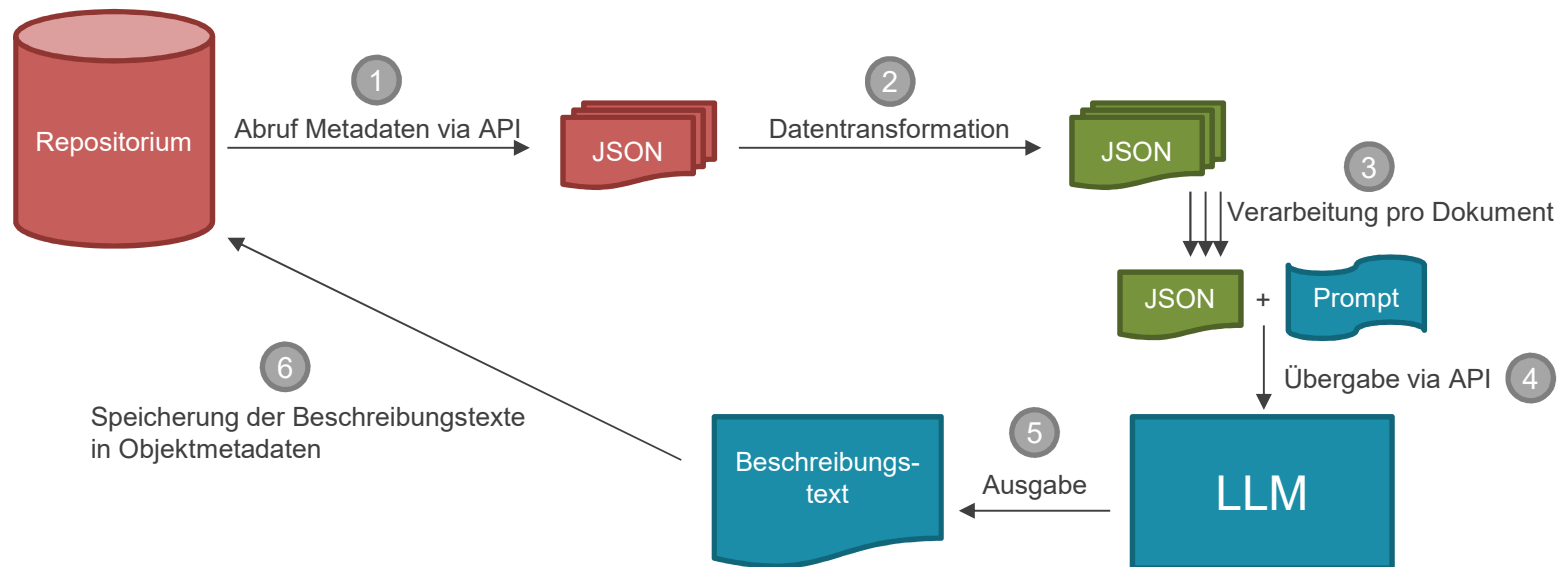 1
2
Repositorium
Abruf Metadaten via API
JSON
Datentransformation
JSON
3
Verarbeitung pro Dokument
JSON
+
Prompt
Übergabe via API
4
6
Speicherung der Beschreibungstexte
in Objektmetadaten
Beschreibungs-
text
5
Ausgabe
LLM